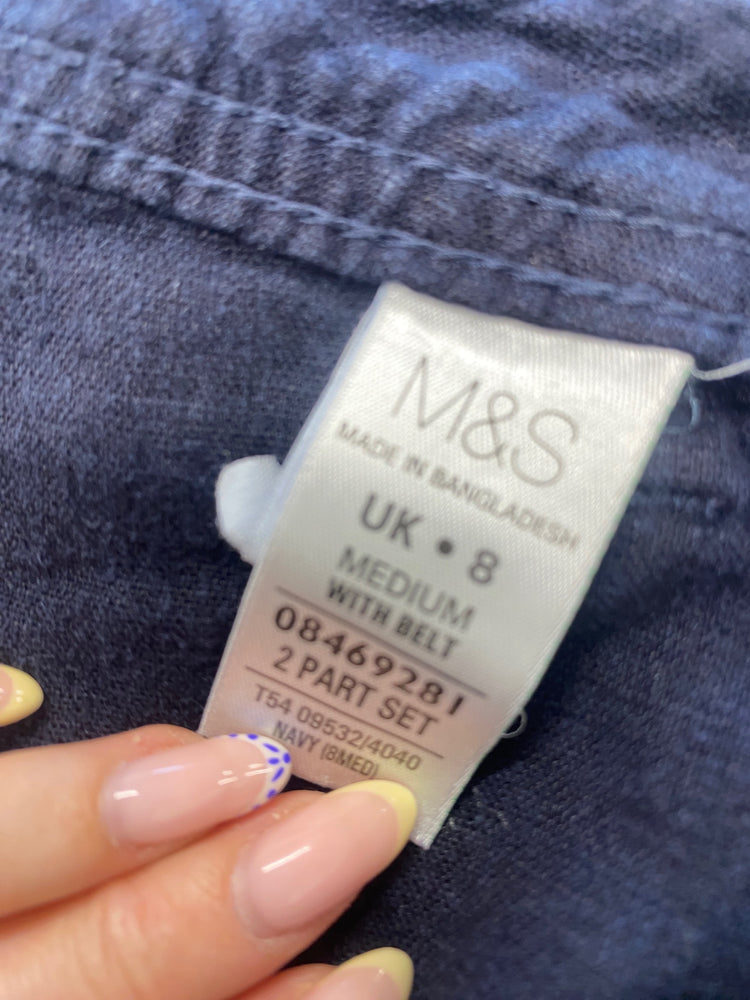 M&S
MADE IN BANGLADESH
UK • 8
MEDIUM
WITH BELT
08469281
2 PART SET
T54 09532/4040
NAVY (8MED)